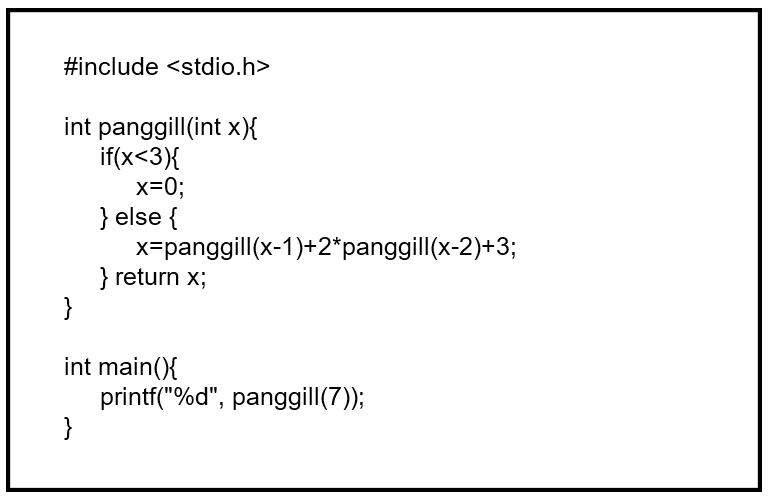 #include <stdio.h>
int panggill(int x){
if(x<3){
x=0;
} else {
x=panggill(x-1)+2*panggill(x-2)+3;
} return x;
}
int main(){
printf("%d", panggill(7));
}